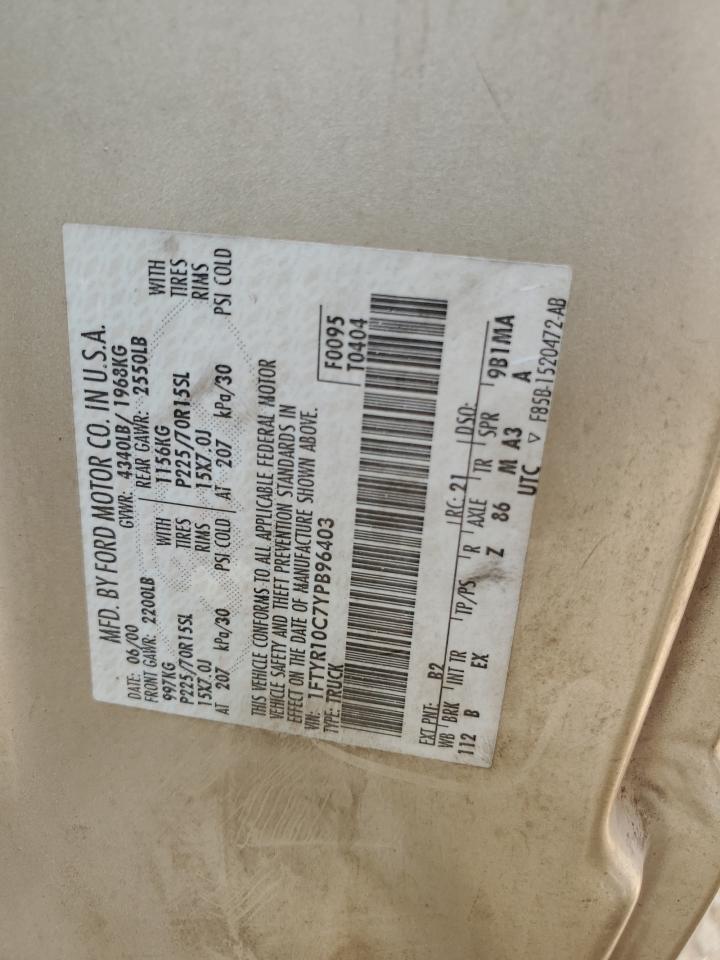 MFD. BY FORD MOTOR CO. IN U.S.A.
DATE: 06/00 GVWR: 4340LB/ 1968KG
FRONT GAWR: 2200LB REAR GAWR: 2550LB
997KG WITH 1156KG WITH
P225/70R15SL TIRES P225/70R15SL TIRES
15X7.0J RIMS 15X7.0J RIMS
AT 207 kPa/30 PSI COLD AT 207 kPa/30 PSI COLD
THIS VEHICLE CONFORMS TO ALL APPLICABLE FEDERAL MOTOR
VEHICLE SAFETY AND THEFT PREVENTION STANDARDS IN
EFFECT ON THE DATE OF MANUFACTURE SHOWN ABOVE.
VIN: 1FTYR10C7YPB96403 F0095
TYPE: TRUCK T0404
EXT PNT: B2 RC: 21 DSO:
WB BRK INT TR TP/PS R AXLE TR SPR 9B1MA
112 B EX Z 86 M A3 A
UTC ▽ F85B-1520472-AB